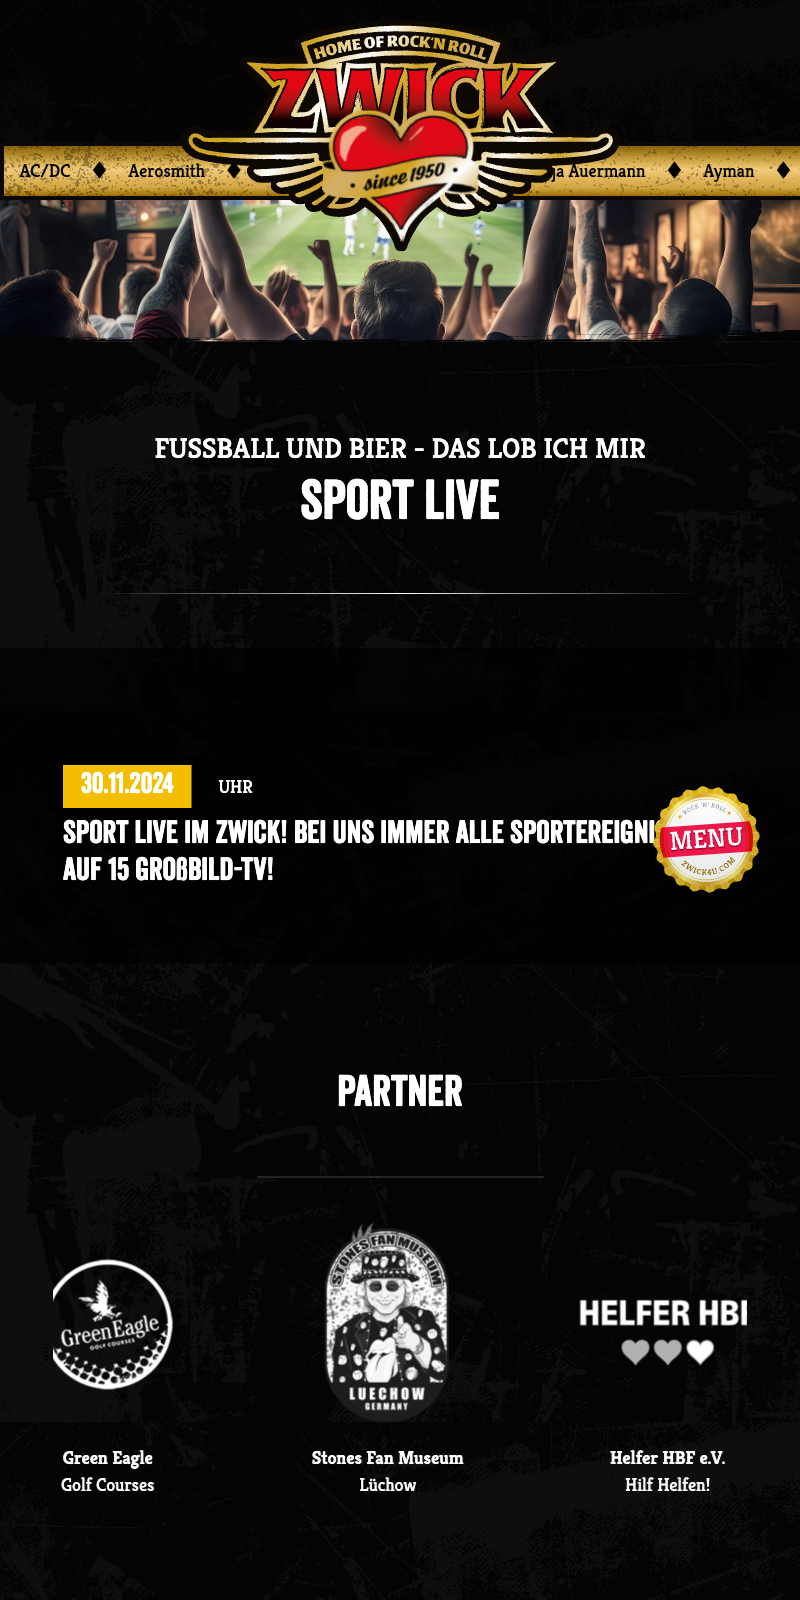 HOME OF ROCK'N ROLL
ZWICK
since 1950
AC/DC ♦ Aerosmith ♦ ja Auermann ♦ Ayman ♦
FUSSBALL UND BIER - DAS LOB ICH MIR
SPORT LIVE
30.11.2024 UHR
SPORT LIVE IM ZWICK! BEI UNS IMMER ALLE SPORTEREIGNI
AUF 15 GROßBILD-TV!
ROCK 'N' ROLL
MENU
ZWICK4U.COM
PARTNER
STONES FAN MUSEUM
LUECHOW
GERMANY
Green Eagle
GOLF COURSES
HELFER HBF
Green Eagle
Golf Courses
Stones Fan Museum
Lüchow
Helfer HBF e.V.
Hilf Helfen!